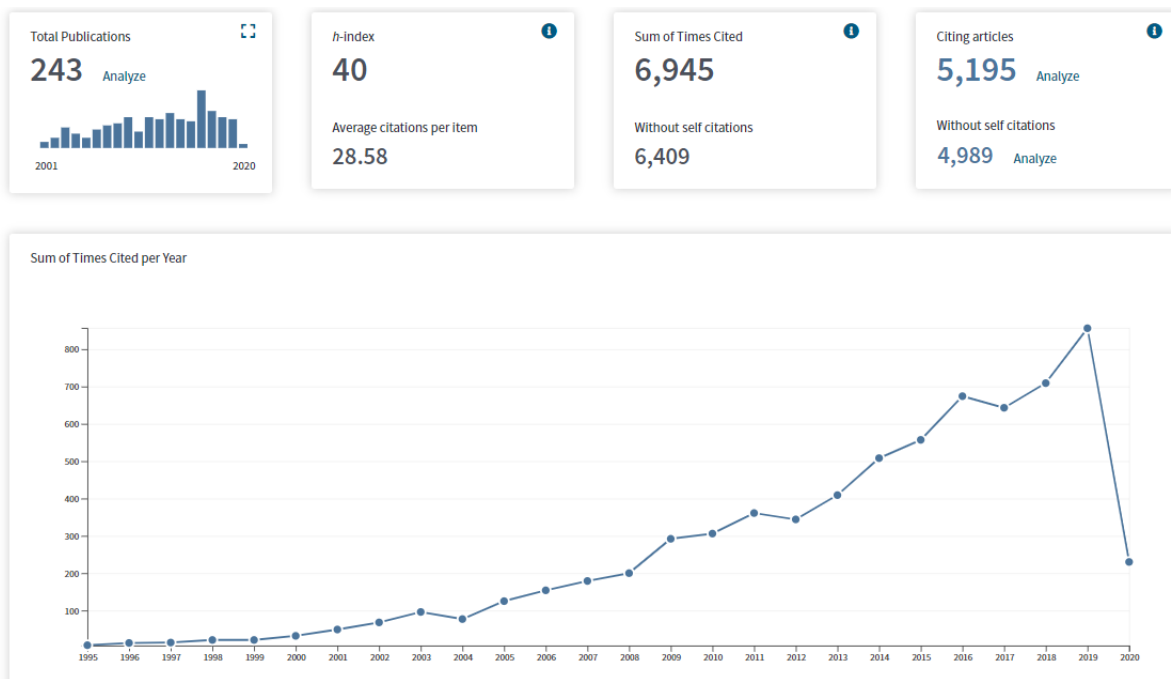 Total Publications
243 Analyze
2001 2020
h-index
40
Average citations per item
28.58
Sum of Times Cited
6,945
Without self citations
6,409
Citing articles
5,195 Analyze
Without self citations
4,989 Analyze
Sum of Times Cited per Year
800
700
600
500
400
300
200
100
1995 1996 1997 1998 1999 2000 2001 2002 2003 2004 2005 2006 2007 2008 2009 2010 2011 2012 2013 2014 2015 2016 2017 2018 2019 2020